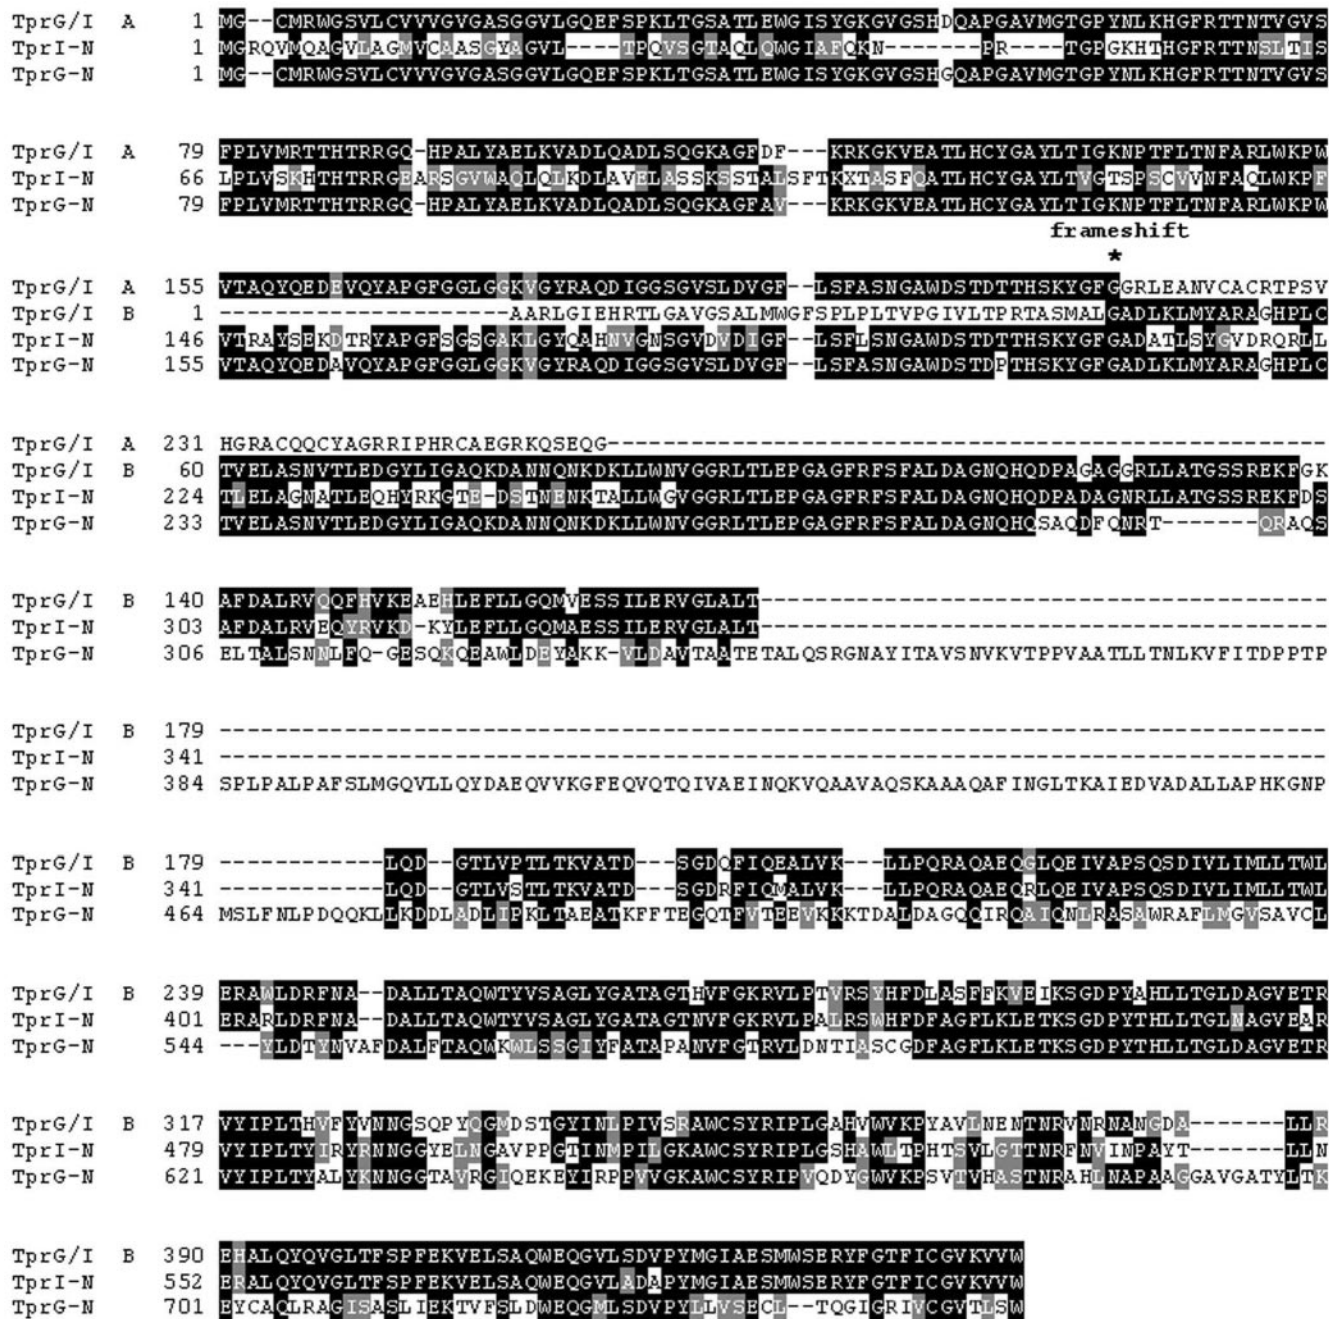 TprG/I A 1 MG--CMRWGSVLCVVVGVGASGGVLGQEFSPKLTGSATLEWGISYGKGVGSHDQAPGAVMGTGPYNLKHGFRTTNTVGVS
TprI-N 1 MGRQVMQAGVLAGMVCAASGYAGVL----TPQVSGTAQLQWGIAFQKN-------PR----TGPGKHTHGFRTTNSLTIS
TprG-N 1 MG--CMRWGSVLCVVVGVGASGGVLGQEFSPKLTGSATLEWGISYGKGVGSHGQAPGAVMGTGPYNLKHGFRTTNTVGVS
TprG/I A 79 FPLVMRTTHTRRGQ-HPALYAELKVADLQADLSQGKAGFDF---KRKGKVEATLHCYGAYLTIGKNPTFLTNFARLWKPW
TprI-N 66 LPLVSKHTHTRRGEARSGVWAQLQLKDLAVELASSKSSTALSFTKXTASFQATLHCYGAYLTVGTSPSCVVNFAQLWKPF
TprG-N 79 FPLVMRTTHTRRGQ-HPALYAELKVADLQADLSQGKAGFAV---KRKGKVEATLHCYGAYLTIGKNPTFLTNFARLWKPW
frameshift
*
TprG/I A 155 VTAQYQEDEVQYAPGFGGLGGKVGYRAQDIGGSGVSLDVGF--LSFASNGAWDSTDTTHSKYGFGGRLEANVCACRTPSV
TprG/I B 1 ---------------------AARLGIEHRTLGAVGSALMWGFSPLPLTVPGIVLTPRTASMALGADLKLMYARAGHPLC
TprI-N 146 VTRAYSEKDTRYAPGFSGSGAKLGYQAHNVGNSGVDVDIGF--LSFLSNGAWDSTDTTHSKYGFGADATLSYGVDRQRLL
TprG-N 155 VTAQYQEDAVQYAPGFGGLGGKVGYRAQDIGGSGVSLDVGF--LSFASNGAWDSTDPTHSKYGFGADLKLMYARAGHPLC
TprG/I A 231 HGRACQQCYAGRRIPHRCAEGRKQSEQG----------------------------------------------------
TprG/I B 60 TVELASNVTLEDGYLIGAQKDANNQNKDKLLWNVGGRLTLEPGAGFRFSFALDAGNQHQDPAGAGGRLLATGSSREKFGK
TprI-N 224 TLELAGNATLEQHYRKGTE-DSTNENKTALLWGVGGRLTLEPGAGFRFSFALDAGNQHQDPADAGNRLLATGSSREKFDS
TprG-N 233 TVELASNVTLEDGYLIGAQKDANNQNKDKLLWNVGGRLTLEPGAGFRFSFALDAGNQHQSAQDFQNRT-------QRAQS
TprG/I B 140 AFDALRVQQFHVKEAEHLEFLLGQMVESSILERVGLALT-----------------------------------------
TprI-N 303 AFDALRVEQYRVKD-KYLEFLLGQMAESSILERVGLALT-----------------------------------------
TprG-N 306 ELTALSNNLFQ-GESQKQEAWLDEYAKK-VLDAVTAATETALQSRGNAYITAVSNVKVTPPVAATLLTNLKVFITDPPTP
TprG/I B 179 --------------------------------------------------------------------------------
TprI-N 341 --------------------------------------------------------------------------------
TprG-N 384 SPLPALPAFSLMGQVLLQYDAEQVVKGFEQVQTQIVAEINQKVQAAVAQSKAAAQAFINGLTKAIEDVADALLAPHKGNP
TprG/I B 179 ------------LQD--GTLVPTLTKVATD---SGDQFIQEALVK---LLPQRAQAEQGLQEIVAPSQSDIVLIMLLTWL
TprI-N 341 ------------LQD--GTLVSTLTKVATD---SGDRFIQMALVK---LLPQRAQAEQRLQEIVAPSQSDIVLIMLLTWL
TprG-N 464 MSLFNLPDQQKLLKDDLADLIPKLTAEATKFFTEGQTFVTEEVKKKTDALDAGQQIRQAIQNLRASAWRAFLMGVSAVCL
TprG/I B 239 ERAWLDRFNA--DALLTAQWTYVSAGLYGATAGTHVFGKRVLPTVRSYHFDLASFFKVEIKSGDPYAHLLTGLDAGVETR
TprI-N 401 ERARLDRFNA--DALLTAQWTYVSAGLYGATAGTNVFGKRVLPALRSWHFDFAGFLKLETKSGDPYTHLLTGLNAGVEAR
TprG-N 544 ---YLDTYNVAFDALFTAQWKWLSSGIYFATAPANVFGTRVLDNTIASCGDFAGFLKLETKSGDPYTHLLTGLDAGVETR
TprG/I B 317 VYIPLTHVFYVNNGSQPYQGMDSTGYINLPIVSRAWCSYRIPLGAHVWVKPYAVLNENTNRVNRNANGDA-------LLR
TprI-N 479 VYIPLTYIRYRNNGGYELNGAVPPGTINMPILGKAWCSYRIPLGSHAWLTPHTSVLGTTNRFNVINPAYT-------LLN
TprG-N 621 VYIPLTYALYKNNGGTAVRGIQEKEYIRPPVVGKAWCSYRIPVQDYGWVKPSVTVHASTNRAHLNAPAAGGAVGATYLTK
TprG/I B 390 EHALQYQVGLTFSPFEKVELSAQWEQGVLSDVPYMGIAESMWSERYFGTFICGVKVVW
TprI-N 552 ERALQYQVGLTFSPFEKVELSAQWEQGVLADAPYMGIAESMWSERYFGTFICGVKVVW
TprG-N 701 EYCAQLRAGISASLIEKTVFSLDWEQGMLSDVPYLLVSECL--TQGIGRIVCGVTLSW